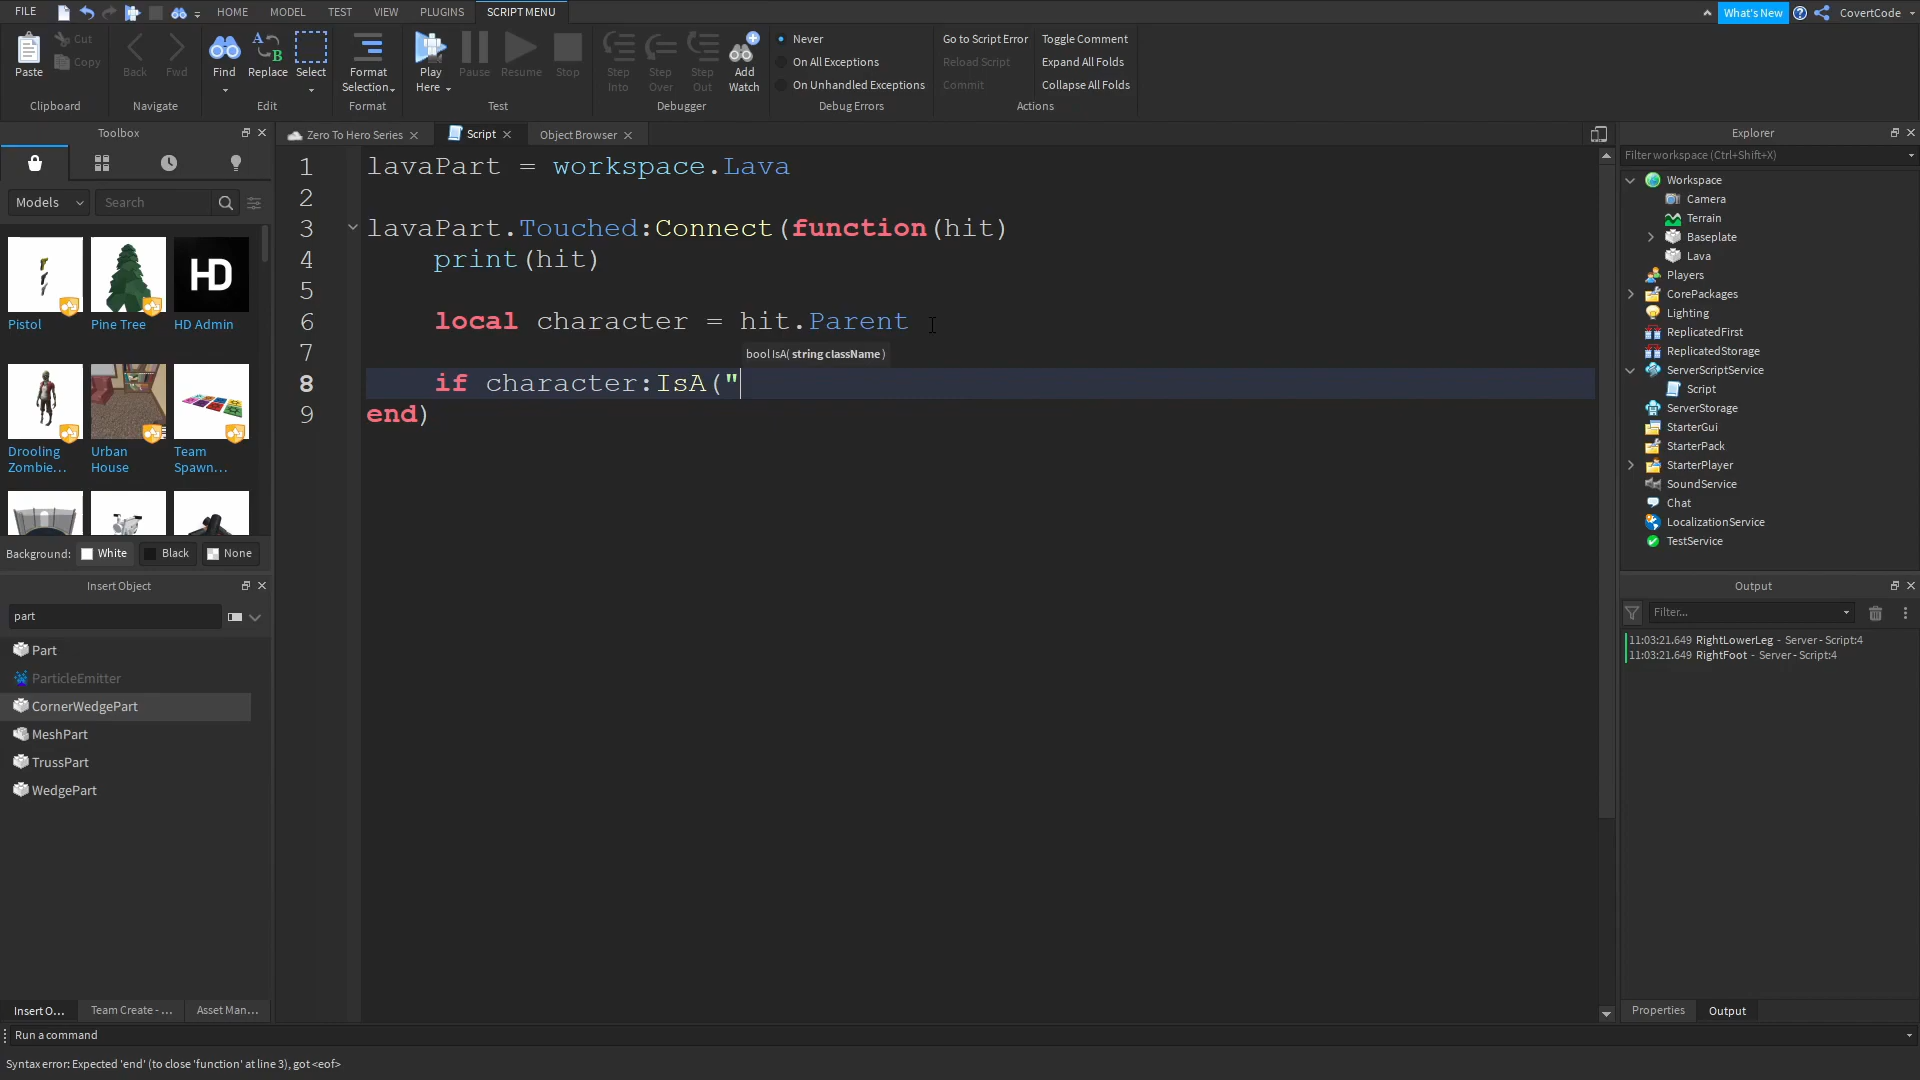 FILE
HOME
MODEL
TEST
VIEW
PLUGINS
SCRIPT MENU
What's New
CovertCode
Paste
Cut
Copy
Clipboard
Back
Fwd
Navigate
Find
Replace
Select
Edit
Format
Selection
Format
Play
Here
Pause
Resume
Stop
Test
Step
Into
Step
Over
Step
Out
Add
Watch
Debugger
Never
On All Exceptions
On Unhandled Exceptions
Debug Errors
Go to Script Error
Reload Script
Commit
Toggle Comment
Expand All Folds
Collapse All Folds
Actions
Toolbox
Models
Search
HD
Pistol
Pine Tree
HD Admin
Drooling
Zombie...
Urban
House
Team
Spawn...
Background:
White
Black
None
Insert Object
part
Part
ParticleEmitter
CornerWedgePart
MeshPart
TrussPart
WedgePart
Insert O...
Team Create - ...
Asset Man...
Zero To Hero Series
Script
Object Browser
1 lavaPart = workspace.Lava
2
3 lavaPart.Touched:Connect(function(hit)
4 print(hit)
5
6 local character = hit.Parent
7
bool IsA( string className )
8 if character:IsA("
9 end)
Explorer
Filter workspace (Ctrl+Shift+X)
Workspace
Camera
Terrain
Baseplate
Lava
Players
CorePackages
Lighting
ReplicatedFirst
ReplicatedStorage
ServerScriptService
Script
ServerStorage
StarterGui
StarterPack
StarterPlayer
SoundService
Chat
LocalizationService
TestService
Output
Filter...
11:03:21.649 RightLowerLeg - Server - Script:4
11:03:21.649 RightFoot - Server - Script:4
Properties
Output
Run a command
Syntax error: Expected 'end' (to close 'function' at line 3), got <eof>